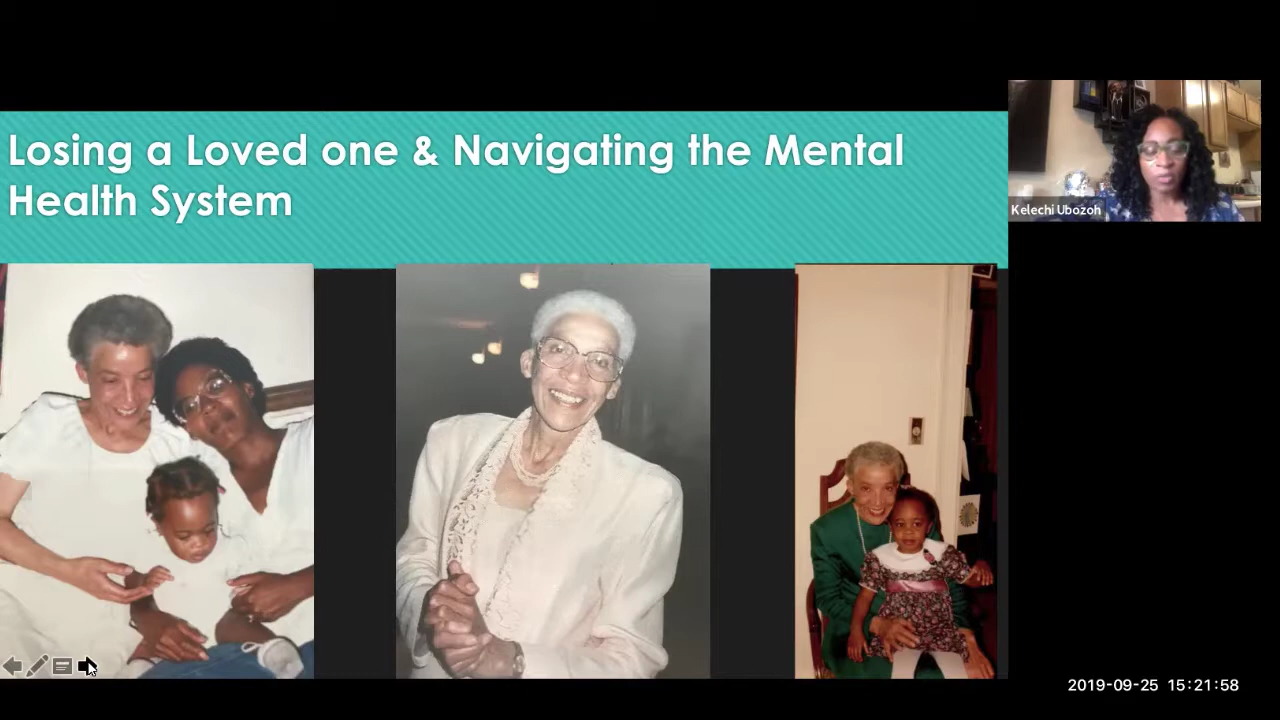 Losing a Loved one & Navigating the Mental
Health System
Kelechi Ubozoh
2019-09-25 15:21:58